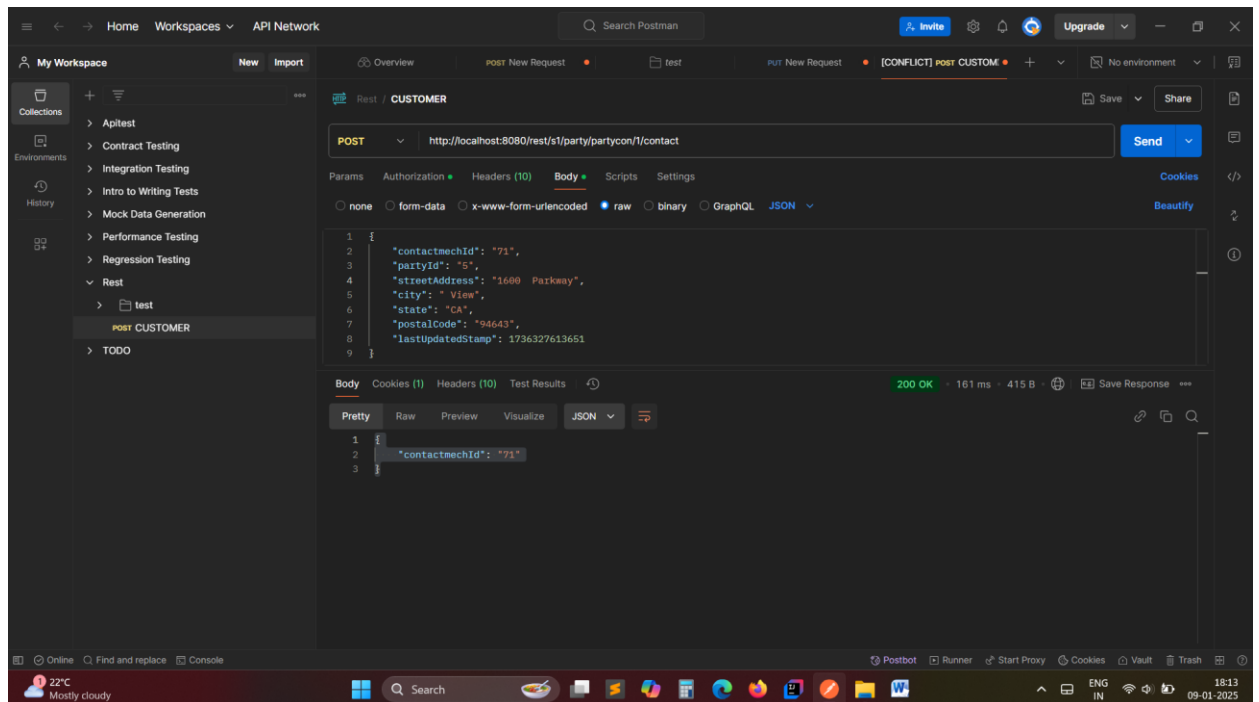 Home Workspaces API Network Search Postman Invite Upgrade
My Workspace New Import Overview POST New Request test PUT New Request [CONFLICT] POST CUSTOM No environment
Collections
Environments
History
Apitest
Contract Testing
Integration Testing
Intro to Writing Tests
Mock Data Generation
Performance Testing
Regression Testing
Rest
test
POST CUSTOMER
TODO
HTTP Rest / CUSTOMER Save Share
POST http://localhost:8080/rest/s1/party/partycon/1/contact Send
Params Authorization Headers (10) Body Scripts Settings Cookies
none form-data x-www-form-urlencoded raw binary GraphQL JSON Beautify
1 {
2 "contactmechId": "71",
3 "partyId": "5",
4 "streetAddress": "1600  Parkway",
5 "city": " View",
6 "state": "CA",
7 "postalCode": "94643",
8 "lastUpdatedStamp": 1736327613651
9 }
Body Cookies (1) Headers (10) Test Results 200 OK 161 ms 415 B Save Response
Pretty Raw Preview Visualize JSON
1 {
2 "contactmechId": "71"
3 }
Online Find and replace Console Postbot Runner Start Proxy Cookies Vault Trash
1 22°C
Mostly cloudy
Search
ENG
IN
18:13
09-01-2025